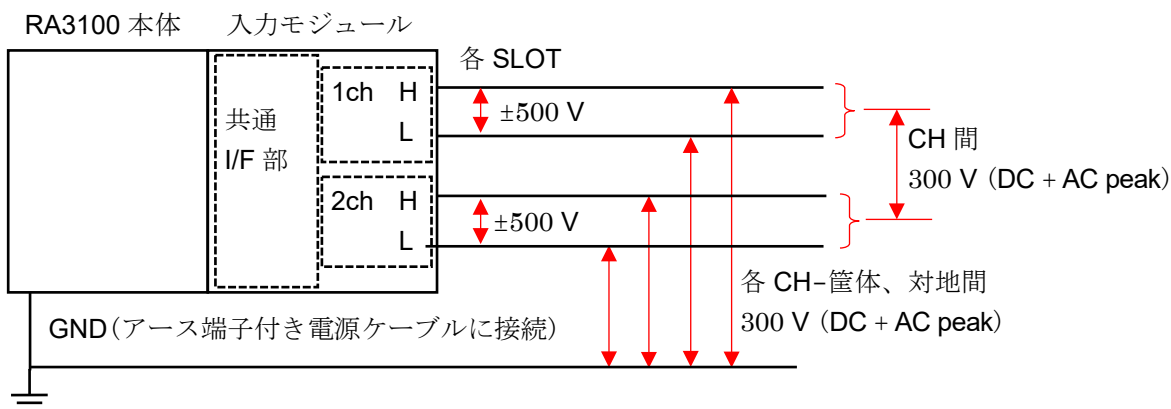 RA3100 本体 入力モジュール
各 SLOT
共通
I/F 部
1ch H
L
±500 V
2ch H
L
±500 V
CH 間
300 V (DC + AC peak)
各 CH−筐体、対地間
300 V (DC + AC peak)
GND(アース端子付き電源ケーブルに接続)